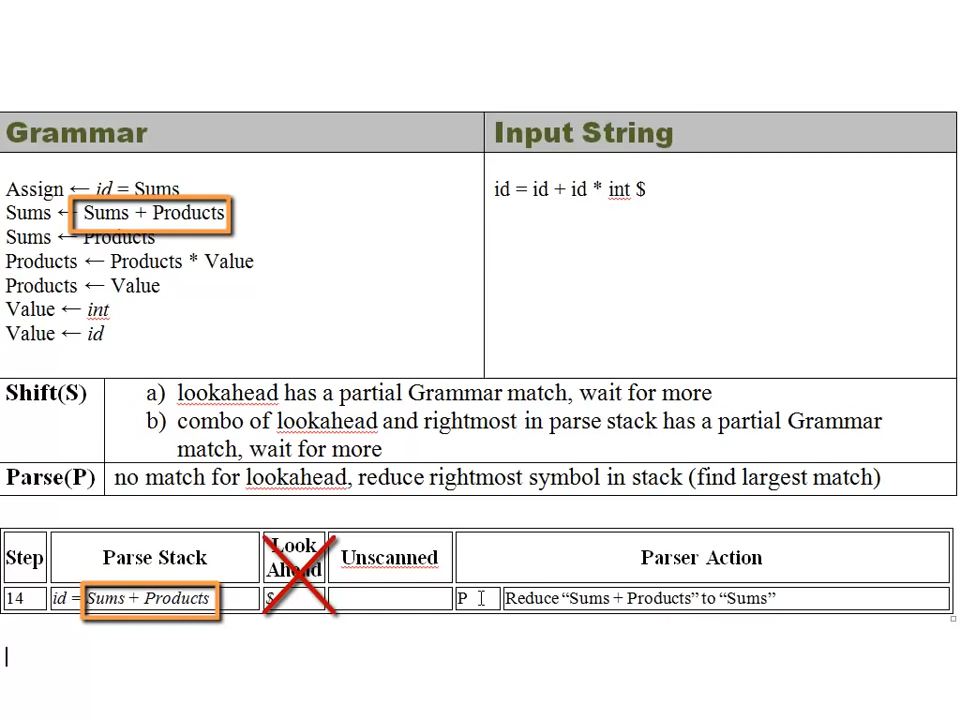 Grammar
Input String
Assign ← id = Sums
Sums ← Sums + Products
Sums ← Products
Products ← Products * Value
Products ← Value
Value ← int
Value ← id
id = id + id * int $
Shift(S)
a) lookahead has a partial Grammar match, wait for more
b) combo of lookahead and rightmost in parse stack has a partial Grammar
match, wait for more
Parse(P)
no match for lookahead, reduce rightmost symbol in stack (find largest match)
Step
Parse Stack
Look
Ahead
Unscanned
Parser Action
14
id = Sums + Products
$
P
Reduce “Sums + Products” to “Sums”